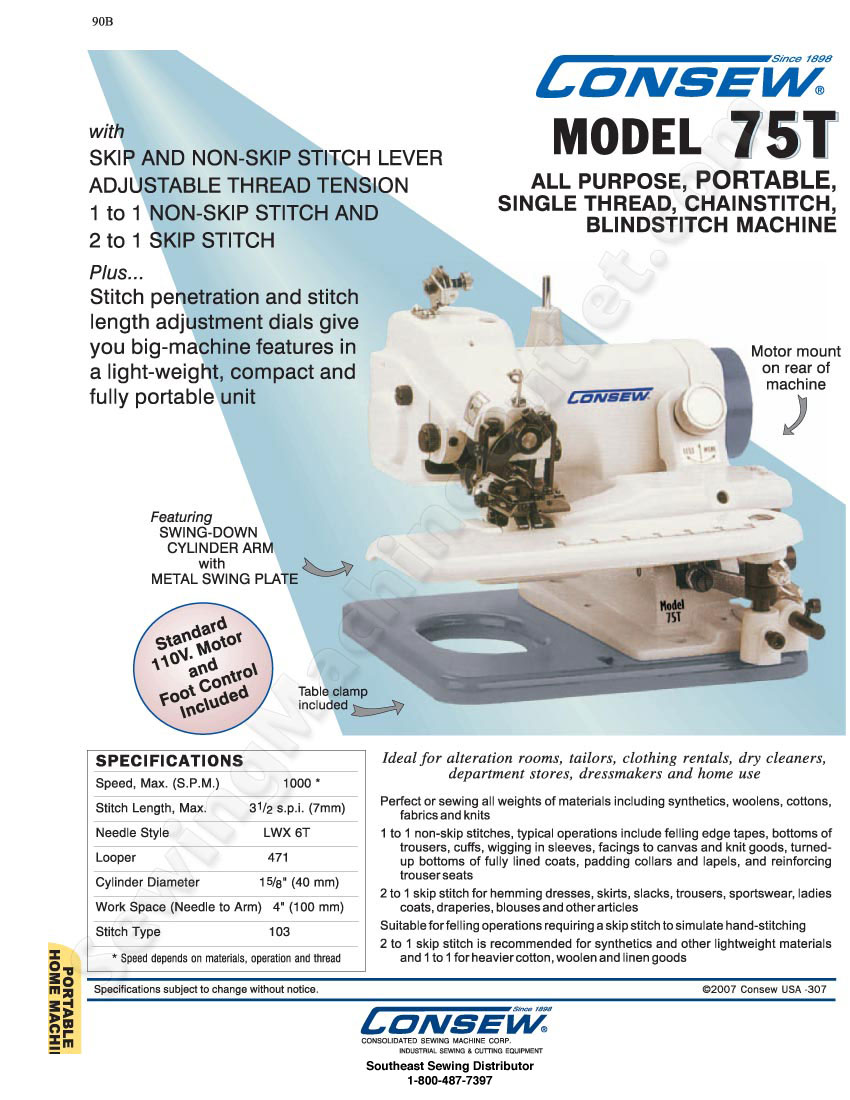 90B
Since 1898
CONSEW®
MODEL 75T
ALL PURPOSE, PORTABLE,
SINGLE THREAD, CHAINSTITCH,
BLINDSTITCH MACHINE
with
SKIP AND NON-SKIP STITCH LEVER
ADJUSTABLE THREAD TENSION
1 to 1 NON-SKIP STITCH AND
2 to 1 SKIP STITCH
Plus...
Stitch penetration and stitch
length adjustment dials give
you big-machine features in
a light-weight, compact and
fully portable unit
Motor mount
on rear of
machine
CONSEW
LESS MORE
Featuring
SWING-DOWN
CYLINDER ARM
with
METAL SWING PLATE
Model
75T
Standard
110V. Motor
and
Foot Control
Included
Table clamp
included
SewingMachineOutlet.com
SPECIFICATIONS
Speed, Max. (S.P.M.) 1000 *
Stitch Length, Max. 3 1/2 s.p.i. (7mm)
Needle Style LWX 6T
Looper 471
Cylinder Diameter 1 5/8" (40 mm)
Work Space (Needle to Arm) 4" (100 mm)
Stitch Type 103
* Speed depends on materials, operation and thread
Ideal for alteration rooms, tailors, clothing rentals, dry cleaners,
department stores, dressmakers and home use
Perfect or sewing all weights of materials including synthetics, woolens, cottons,
fabrics and knits
1 to 1 non-skip stitches, typical operations include felling edge tapes, bottoms of
trousers, cuffs, wigging in sleeves, facings to canvas and knit goods, turned-
up bottoms of fully lined coats, padding collars and lapels, and reinforcing
trouser seats
2 to 1 skip stitch for hemming dresses, skirts, slacks, trousers, sportswear, ladies
coats, draperies, blouses and other articles
Suitable for felling operations requiring a skip stitch to simulate hand-stitching
2 to 1 skip stitch is recommended for synthetics and other lightweight materials
and 1 to 1 for heavier cotton, woolen and linen goods
PORTABLE
HOME MACHI
Specifications subject to change without notice.
©2007 Consew USA -307
Since 1898
CONSEW®
CONSOLIDATED SEWING MACHINE CORP.
INDUSTRIAL SEWING & CUTTING EQUIPMENT
Southeast Sewing Distributor
1-800-487-7397